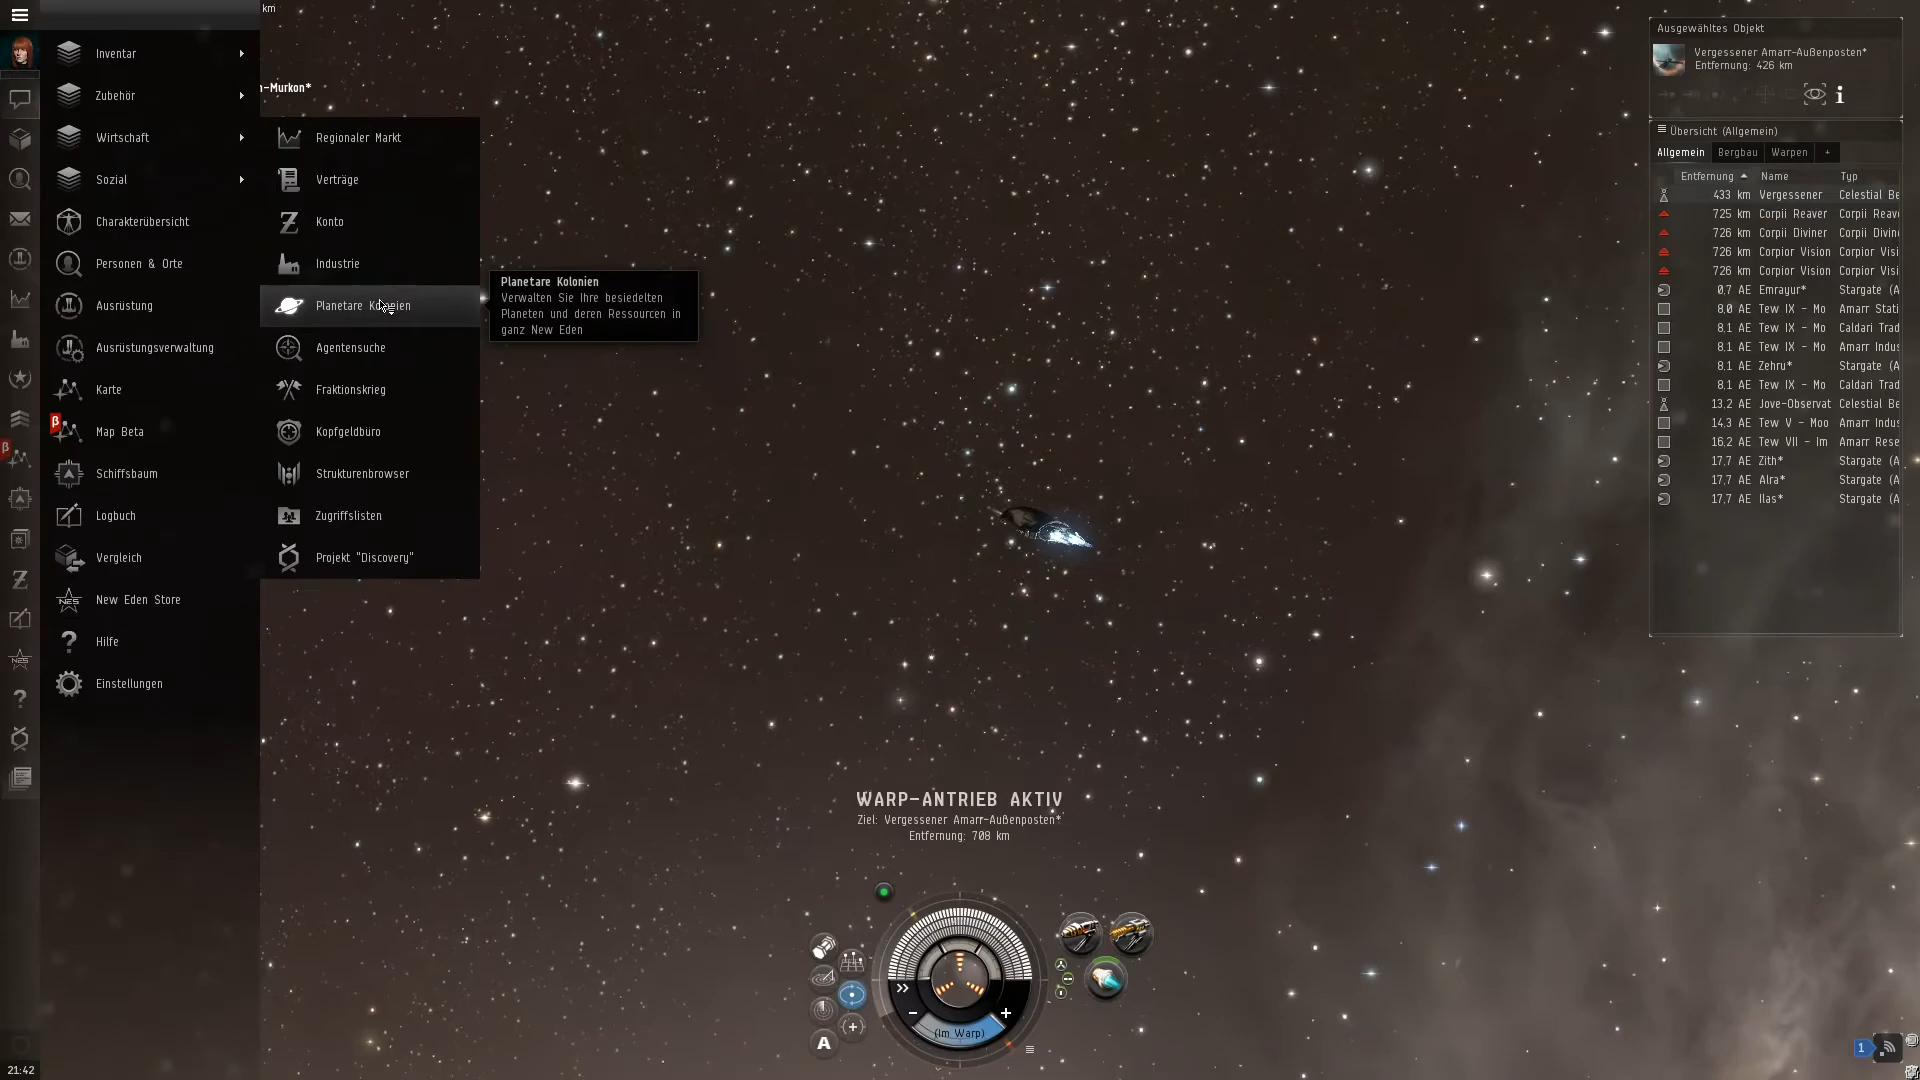 km
n-Murkon*
Inventar
Zubehör
Wirtschaft
Sozial
Charakterübersicht
Personen & Orte
Ausrüstung
Ausrüstungsverwaltung
Karte
β
Map Beta
Schiffsbaum
Logbuch
Vergleich
NES
New Eden Store
Hilfe
Einstellungen
21:42
Regionaler Markt
Verträge
Konto
Industrie
Planetare Kolonien
Agentensuche
Fraktionskrieg
Kopfgeldbüro
Strukturenbrowser
Zugriffslisten
Projekt "Discovery"
Planetare Kolonien
Verwalten Sie Ihre besiedelten
Planeten und deren Ressourcen in
ganz New Eden
WARP-ANTRIEB AKTIV
Ziel: Vergessener Amarr-Außenposten*
Entfernung: 708 km
(Im Warp)
A
Ausgewähltes Objekt
Vergessener Amarr-Außenposten*
Entfernung: 426 km
Übersicht (Allgemein)
Allgemein Bergbau Warpen +
Entfernung Name Typ
433 km Vergessener Celestial Be
725 km Corpii Reaver Corpii Reav
726 km Corpii Diviner Corpii Divin
726 km Corpior Vision Corpior Visi
726 km Corpior Vision Corpior Visi
0,7 AE Emrayur* Stargate (A
8,0 AE Tew IX - Mo Amarr Stati
8,1 AE Tew IX - Mo Caldari Trad
8,1 AE Tew IX - Mo Amarr Indus
8,1 AE Zehru* Stargate (A
8,1 AE Tew IX - Mo Caldari Trad
13,2 AE Jove-Observat Celestial Be
14,3 AE Tew V - Moo Amarr Indus
16,2 AE Tew VII - Im Amarr Rese
17,7 AE Zith* Stargate (A
17,7 AE Alra* Stargate (A
17,7 AE Ilas* Stargate (A
1